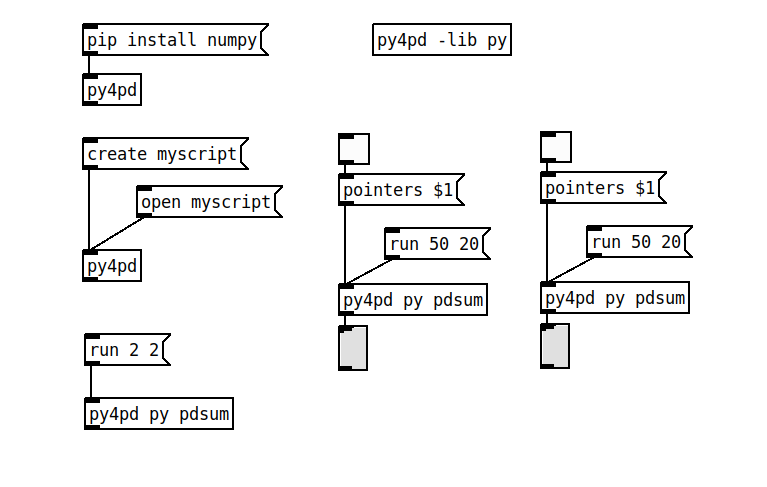 pip install numpy
py4pd -lib py
py4pd
create myscript
open myscript
py4pd
run 2 2
py4pd py pdsum
pointers $1
run 50 20
py4pd py pdsum
pointers $1
run 50 20
py4pd py pdsum